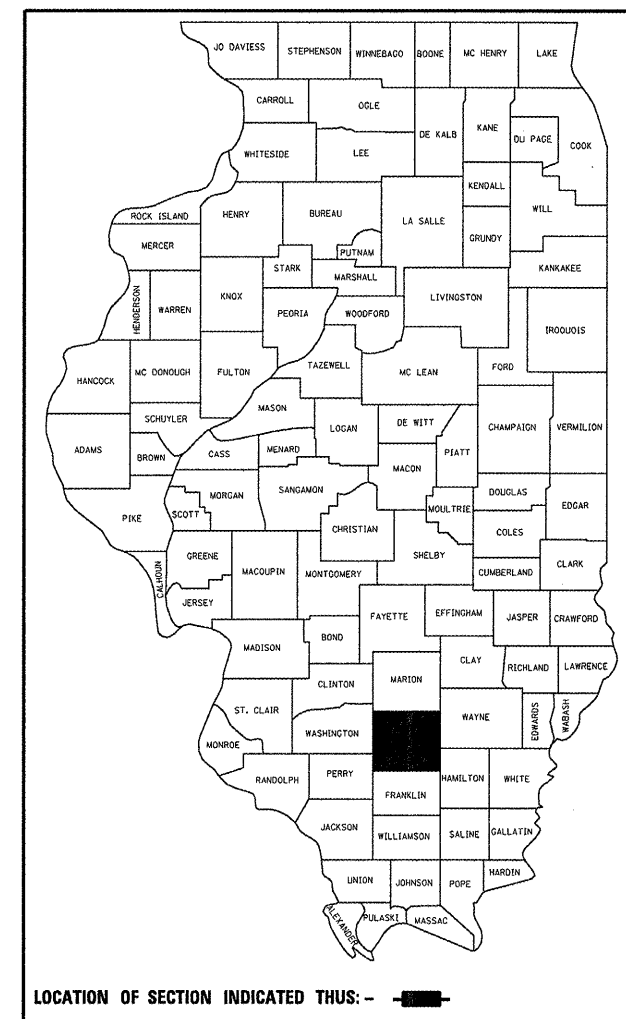 JO DAVIESS STEPHENSON WINNEBAGO BOONE MC HENRY LAKE
CARROLL OGLE
DE KALB KANE DU PAGE COOK
WHITESIDE LEE
KENDALL WILL
ROCK ISLAND HENRY BUREAU LA SALLE
MERCER PUTNAM GRUNDY
STARK MARSHALL KANKAKEE
HENDERSON WARREN KNOX PEORIA WOODFORD LIVINGSTON IROQUOIS
HANCOCK MC DONOUGH FULTON TAZEWELL MC LEAN FORD
SCHUYLER MASON LOGAN DE WITT CHAMPAIGN VERMILION
ADAMS BROWN CASS MENARD MACON PIATT
PIKE SCOTT MORGAN SANGAMON MOULTRIE DOUGLAS EDGAR
CHRISTIAN COLES
CALHOUN GREENE MACOUPIN MONTGOMERY SHELBY CUMBERLAND CLARK
JERSEY FAYETTE EFFINGHAM JASPER CRAWFORD
MADISON BOND
CLINTON MARION CLAY RICHLAND LAWRENCE
ST. CLAIR WASHINGTON WAYNE EDWARDS WABASH
MONROE
RANDOLPH PERRY HAMILTON WHITE
FRANKLIN
JACKSON WILLIAMSON SALINE GALLATIN
UNION JOHNSON POPE HARDIN
ALEXANDER PULASKI MASSAC
LOCATION OF SECTION INDICATED THUS: -